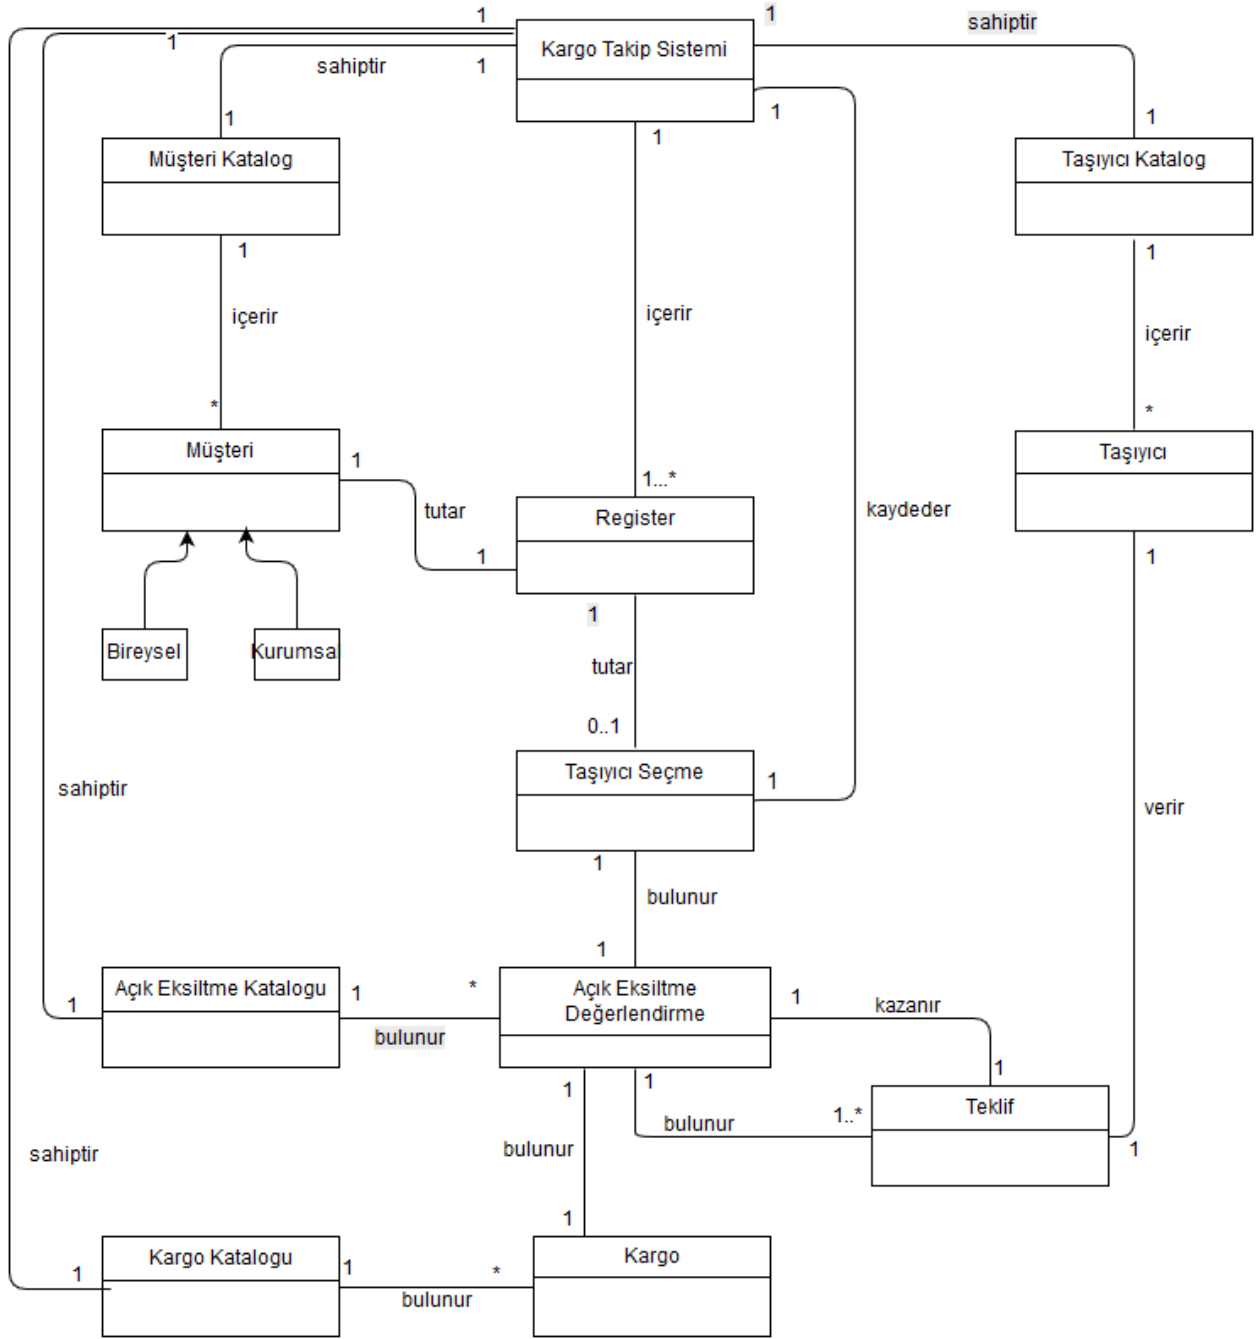 1
1
sahiptir
1
Kargo Takip Sistemi
sahiptir
1
1
1
1
1
1
Müşteri Katalog
Taşıyıcı Katalog
1
1
içerir
içerir
içerir
*
*
Müşteri
1
Taşıyıcı
1...*
tutar
Register
kaydeder
1
1
1
Bireysel
Kurumsal
tutar
0..1
sahiptir
Taşıyıcı Seçme
1
verir
1
bulunur
1
Açık Eksiltme Katalogu
1
*
Açık Eksiltme
Değerlendirme
1
kazanır
1
bulunur
1
1
1
Teklif
1..*
bulunur
bulunur
1
sahiptir
1
Kargo Katalogu
1
*
Kargo
1
bulunur